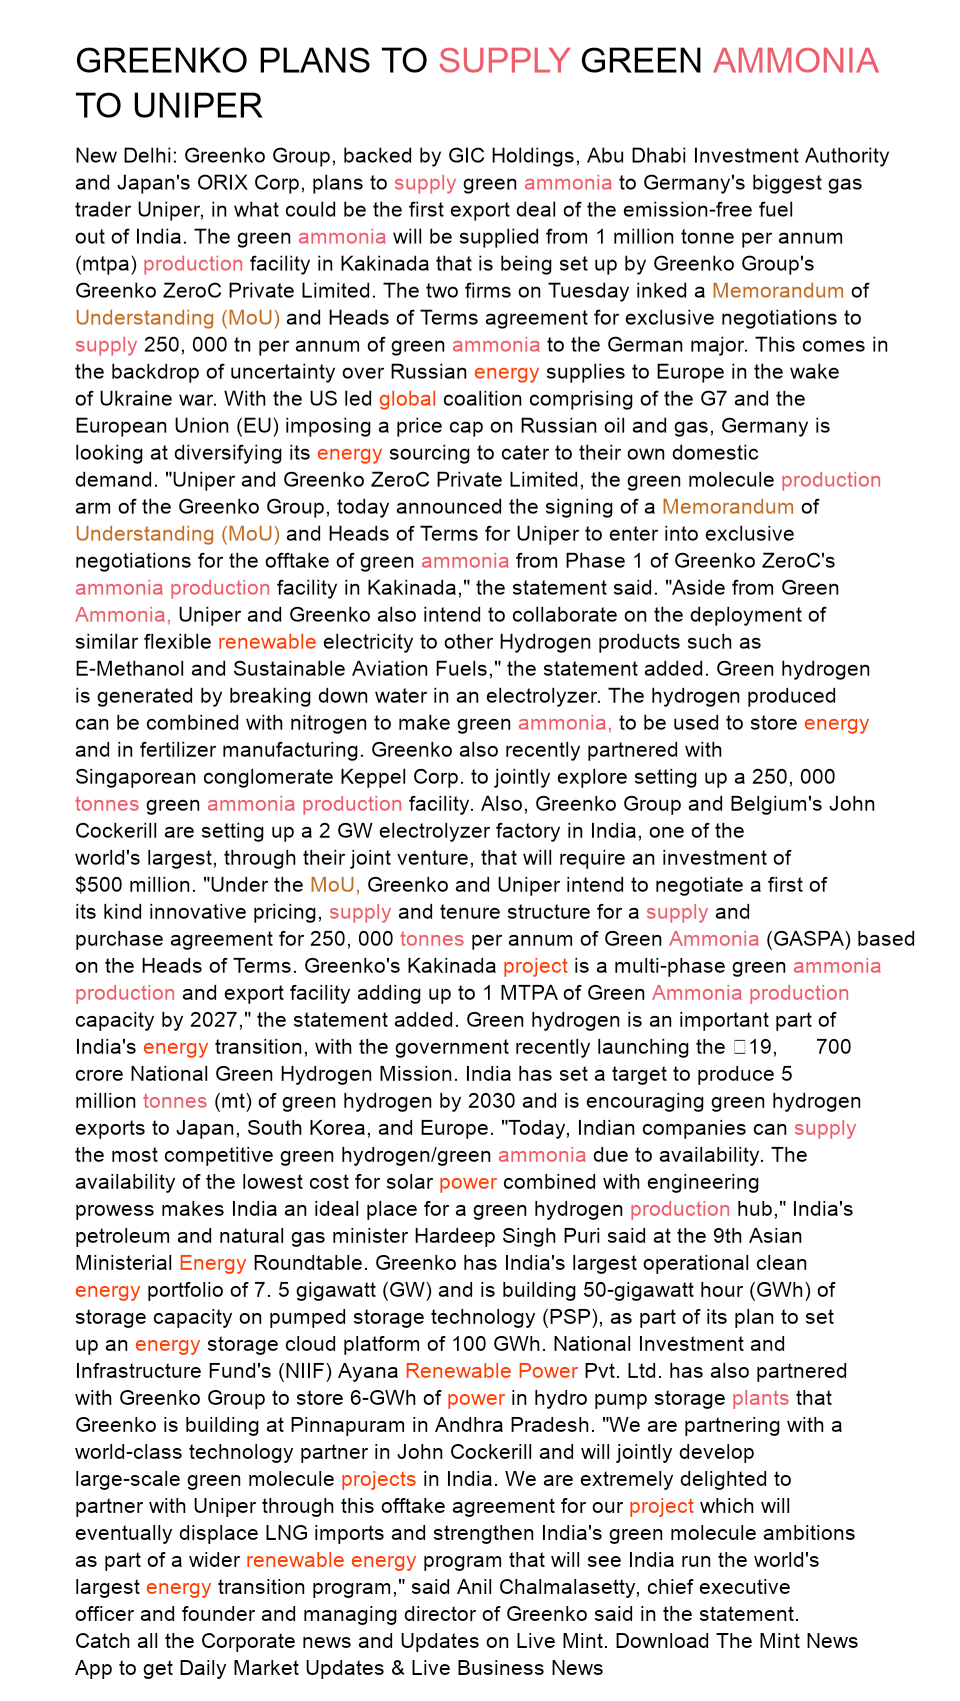 GREENKO PLANS TO SUPPLY GREEN AMMONIA
TO UNIPER
New Delhi: Greenko Group, backed by GIC Holdings, Abu Dhabi Investment Authority
and Japan's ORIX Corp, plans to supply green ammonia to Germany's biggest gas
trader Uniper, in what could be the first export deal of the emission-free fuel
out of India. The green ammonia will be supplied from 1 million tonne per annum
(mtpa) production facility in Kakinada that is being set up by Greenko Group's
Greenko ZeroC Private Limited. The two firms on Tuesday inked a Memorandum of
Understanding (MoU) and Heads of Terms agreement for exclusive negotiations to
supply 250, 000 tn per annum of green ammonia to the German major. This comes in
the backdrop of uncertainty over Russian energy supplies to Europe in the wake
of Ukraine war. With the US led global coalition comprising of the G7 and the
European Union (EU) imposing a price cap on Russian oil and gas, Germany is
looking at diversifying its energy sourcing to cater to their own domestic
demand. "Uniper and Greenko ZeroC Private Limited, the green molecule production
arm of the Greenko Group, today announced the signing of a Memorandum of
Understanding (MoU) and Heads of Terms for Uniper to enter into exclusive
negotiations for the offtake of green ammonia from Phase 1 of Greenko ZeroC's
ammonia production facility in Kakinada," the statement said. "Aside from Green
Ammonia, Uniper and Greenko also intend to collaborate on the deployment of
similar flexible renewable electricity to other Hydrogen products such as
E-Methanol and Sustainable Aviation Fuels," the statement added. Green hydrogen
is generated by breaking down water in an electrolyzer. The hydrogen produced
can be combined with nitrogen to make green ammonia, to be used to store energy
and in fertilizer manufacturing. Greenko also recently partnered with
Singaporean conglomerate Keppel Corp. to jointly explore setting up a 250, 000
tonnes green ammonia production facility. Also, Greenko Group and Belgium's John
Cockerill are setting up a 2 GW electrolyzer factory in India, one of the
world's largest, through their joint venture, that will require an investment of
$500 million. "Under the MoU, Greenko and Uniper intend to negotiate a first of
its kind innovative pricing, supply and tenure structure for a supply and
purchase agreement for 250, 000 tonnes per annum of Green Ammonia (GASPA) based
on the Heads of Terms. Greenko's Kakinada project is a multi-phase green ammonia
production and export facility adding up to 1 MTPA of Green Ammonia production
capacity by 2027," the statement added. Green hydrogen is an important part of
India's energy transition, with the government recently launching the 19, 700
crore National Green Hydrogen Mission. India has set a target to produce 5
million tonnes (mt) of green hydrogen by 2030 and is encouraging green hydrogen
exports to Japan, South Korea, and Europe. "Today, Indian companies can supply
the most competitive green hydrogen/green ammonia due to availability. The
availability of the lowest cost for solar power combined with engineering
prowess makes India an ideal place for a green hydrogen production hub," India's
petroleum and natural gas minister Hardeep Singh Puri said at the 9th Asian
Ministerial Energy Roundtable. Greenko has India's largest operational clean
energy portfolio of 7. 5 gigawatt (GW) and is building 50-gigawatt hour (GWh) of
storage capacity on pumped storage technology (PSP), as part of its plan to set
up an energy storage cloud platform of 100 GWh. National Investment and
Infrastructure Fund's (NIIF) Ayana Renewable Power Pvt. Ltd. has also partnered
with Greenko Group to store 6-GWh of power in hydro pump storage plants that
Greenko is building at Pinnapuram in Andhra Pradesh. "We are partnering with a
world-class technology partner in John Cockerill and will jointly develop
large-scale green molecule projects in India. We are extremely delighted to
partner with Uniper through this offtake agreement for our project which will
eventually displace LNG imports and strengthen India's green molecule ambitions
as part of a wider renewable energy program that will see India run the world's
largest energy transition program," said Anil Chalmalasetty, chief executive
officer and founder and managing director of Greenko said in the statement.
Catch all the Corporate news and Updates on Live Mint. Download The Mint News
App to get Daily Market Updates & Live Business News